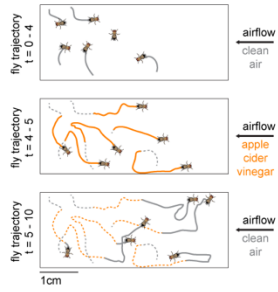 fly trajectory
t = 0 - 4
airflow
clean
air
fly trajectory
t = 4 - 5
airflow
apple
cider
vinegar
fly trajectory
t = 5 - 10
airflow
clean
air
1cm